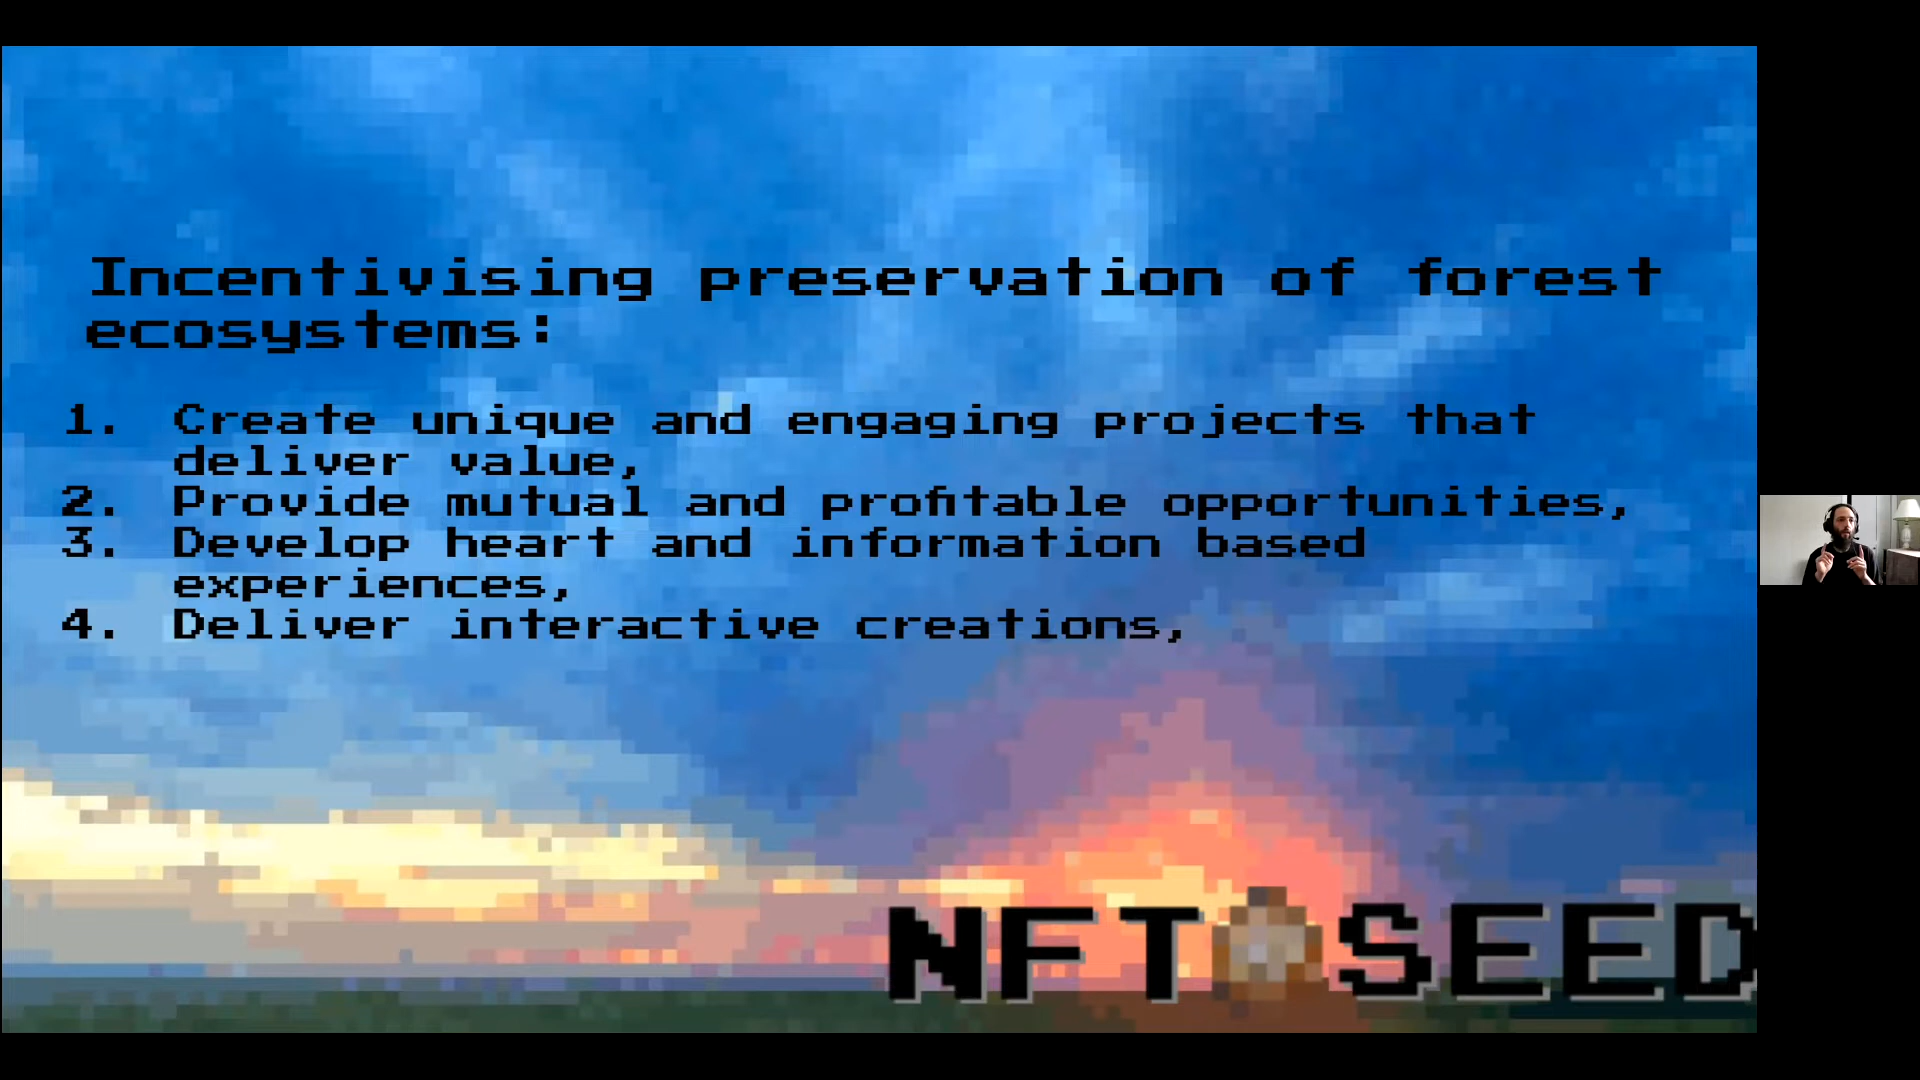 Incentivising preservation of forest
ecosystems:
1. Create unique and engaging projects that
deliver value,
2. Provide mutual and profitable opportunities,
3. Develop heart and information based
experiences,
4. Deliver interactive creations,
NFT SEED